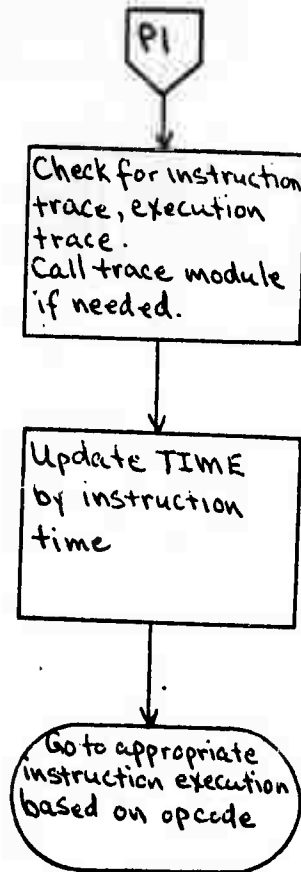 P1
Check for instruction
trace, execution
trace.
Call trace module
if needed.
Update TIME
by instruction
time
Go to appropriate
instruction execution
based on opcode